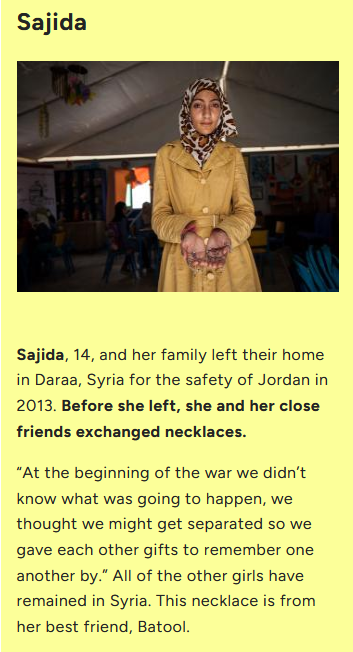 Sajida
Sajida, 14, and her family left their home
in Daraa, Syria for the safety of Jordan in
2013. Before she left, she and her close
friends exchanged necklaces.
“At the beginning of the war we didn’t
know what was going to happen, we
thought we might get separated so we
gave each other gifts to remember one
another by.” All of the other girls have
remained in Syria. This necklace is from
her best friend, Batool.